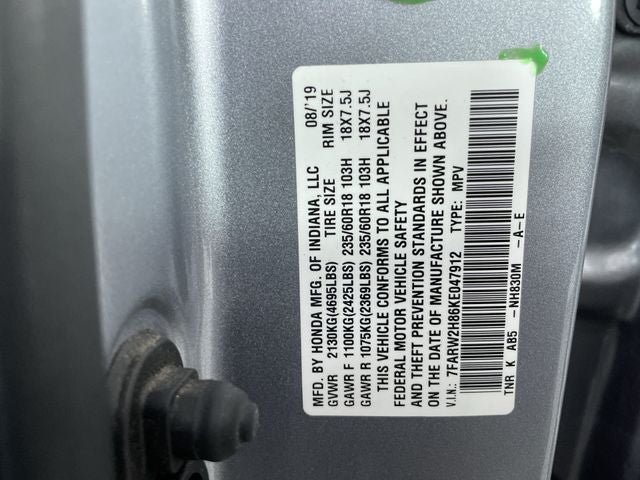 MFD. BY HONDA MFG. OF INDIANA, LLC 08/'19
GVWR 2130KG(4695LBS) TIRE SIZE RIM SIZE
GAWR F 1100KG(2425LBS) 235/60R18 103H 18X7.5J
GAWR R 1075KG(2369LBS) 235/60R18 103H 18X7.5J
THIS VEHICLE CONFORMS TO ALL APPLICABLE
FEDERAL MOTOR VEHICLE SAFETY
AND THEFT PREVENTION STANDARDS IN EFFECT
ON THE DATE OF MANUFACTURE SHOWN ABOVE.
V.I.N.: 7FARW2H86KE047912 TYPE: MPV
TNR K AB5 -NH830M -A-E